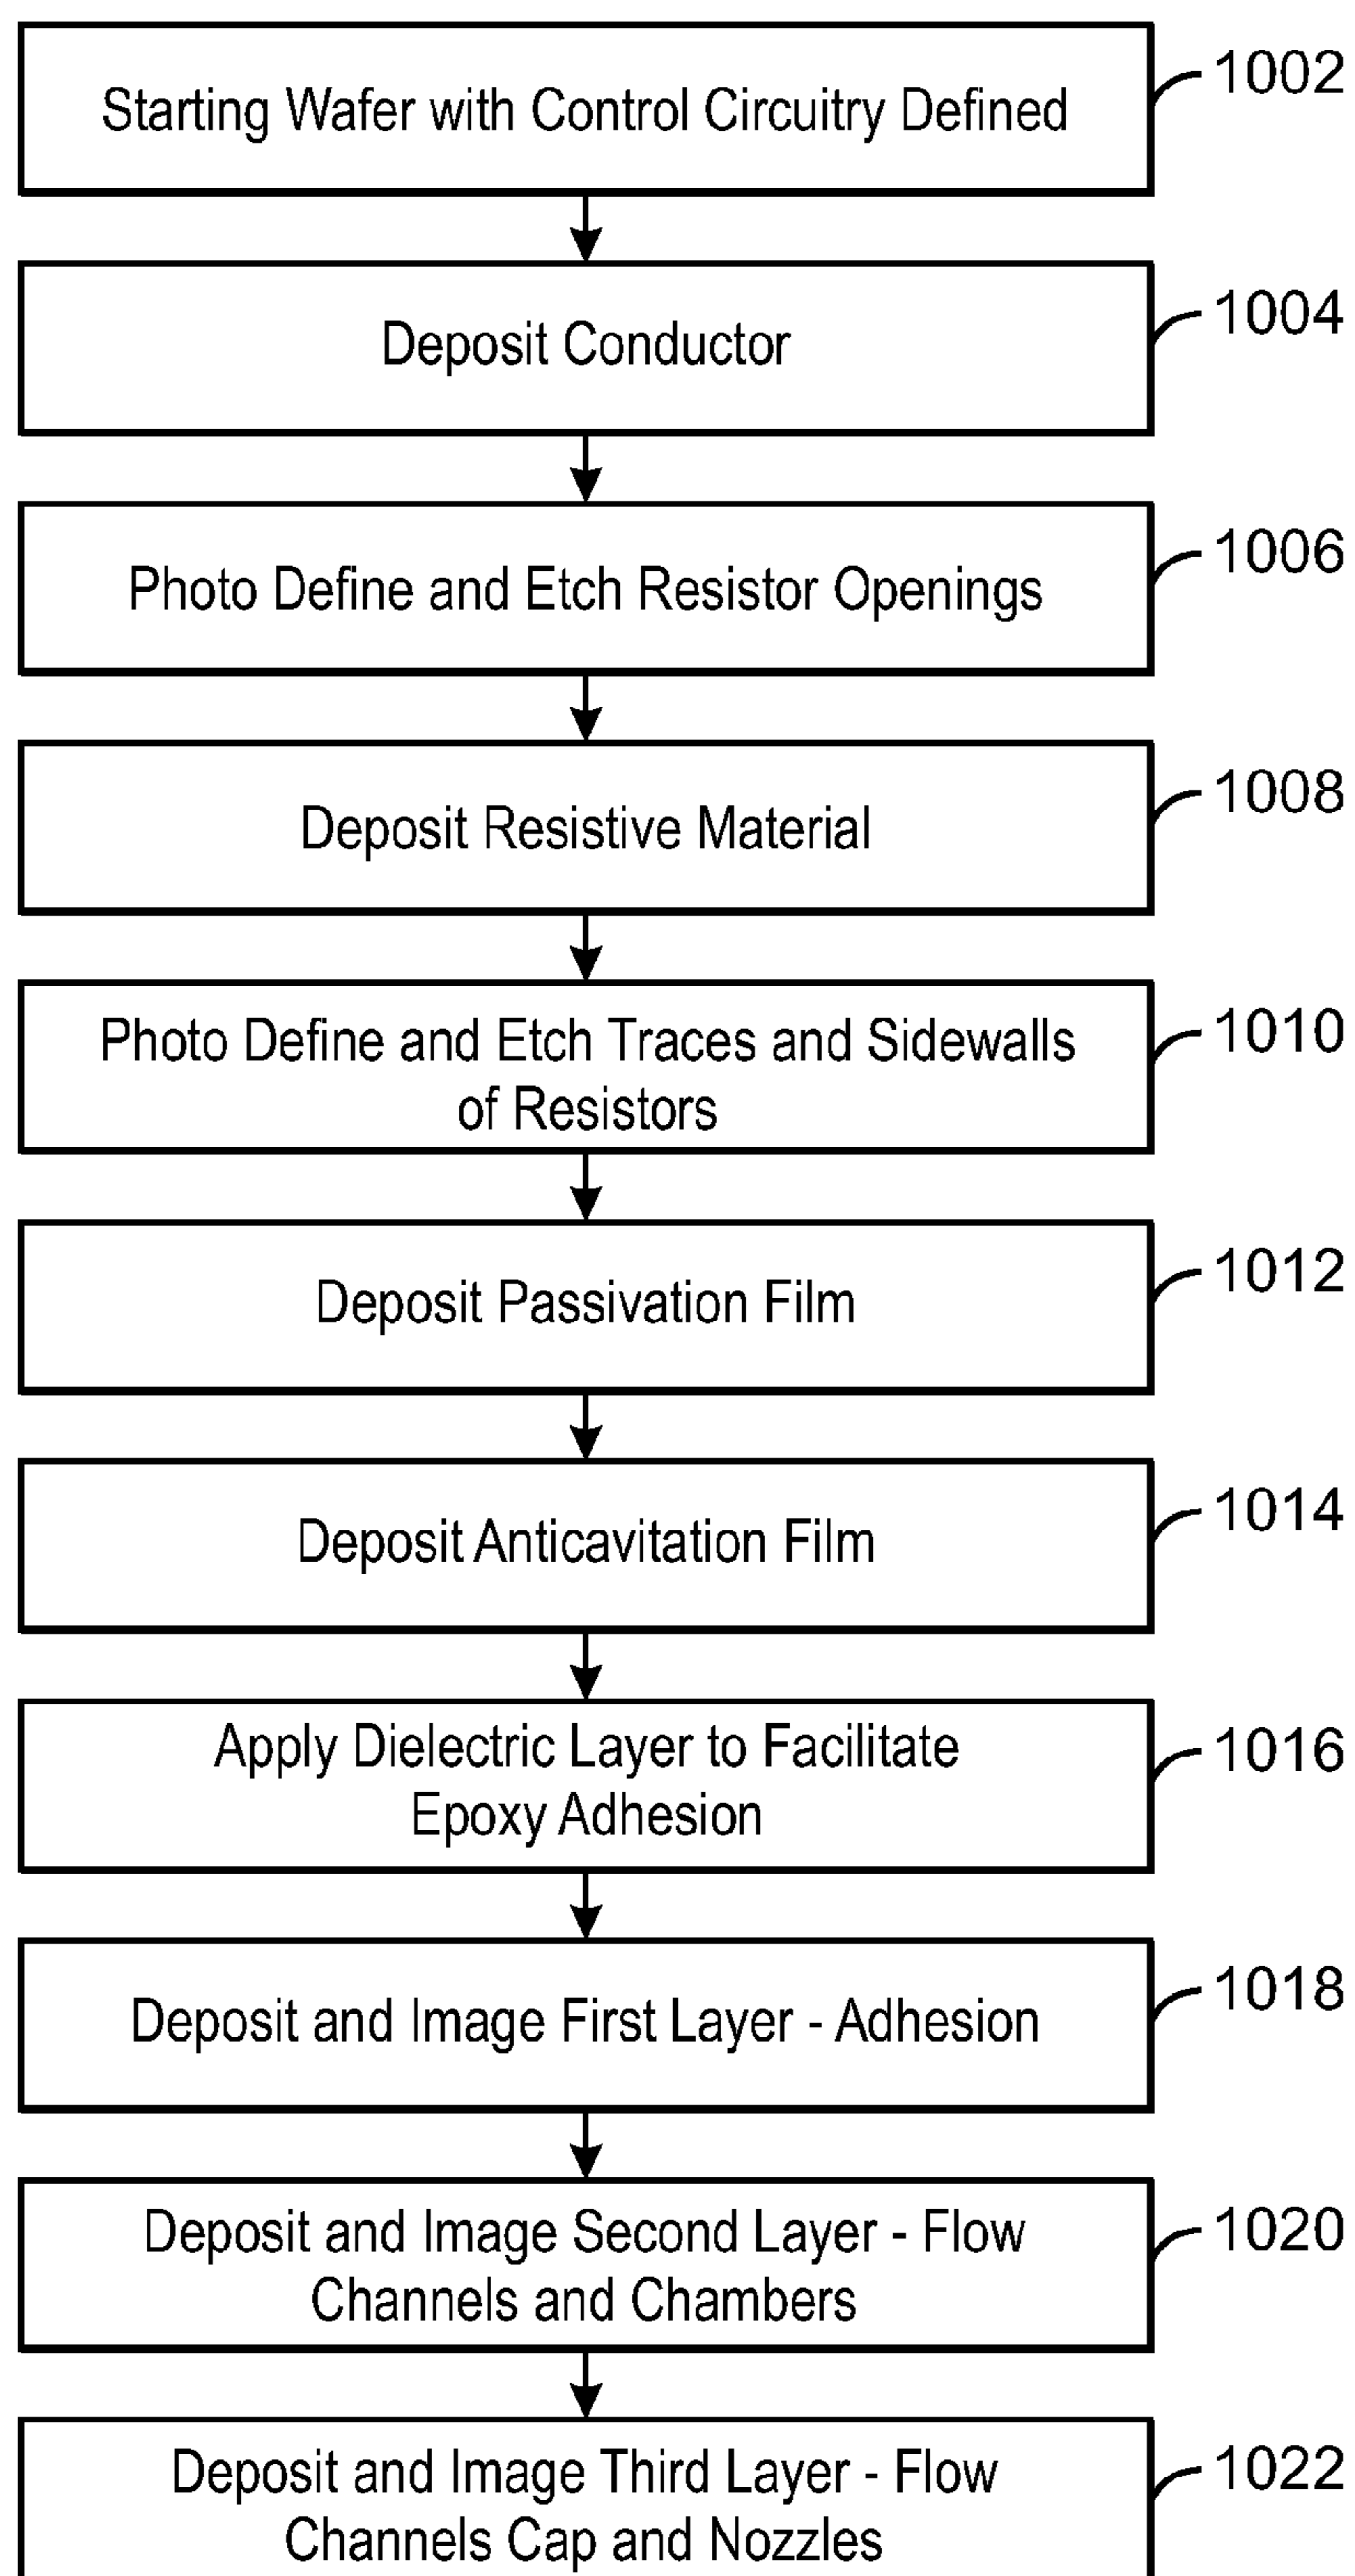 Starting Wafer with Control Circuitry Defined
1002
Deposit Conductor
1004
Photo Define and Etch Resistor Openings
1006
Deposit Resistive Material
1008
Photo Define and Etch Traces and Sidewalls
of Resistors
1010
Deposit Passivation Film
1012
Deposit Anticavitation Film
1014
Apply Dielectric Layer to Facilitate
Epoxy Adhesion
1016
Deposit and Image First Layer - Adhesion
1018
Deposit and Image Second Layer - Flow
Channels and Chambers
1020
Deposit and Image Third Layer - Flow
Channels Cap and Nozzles
1022